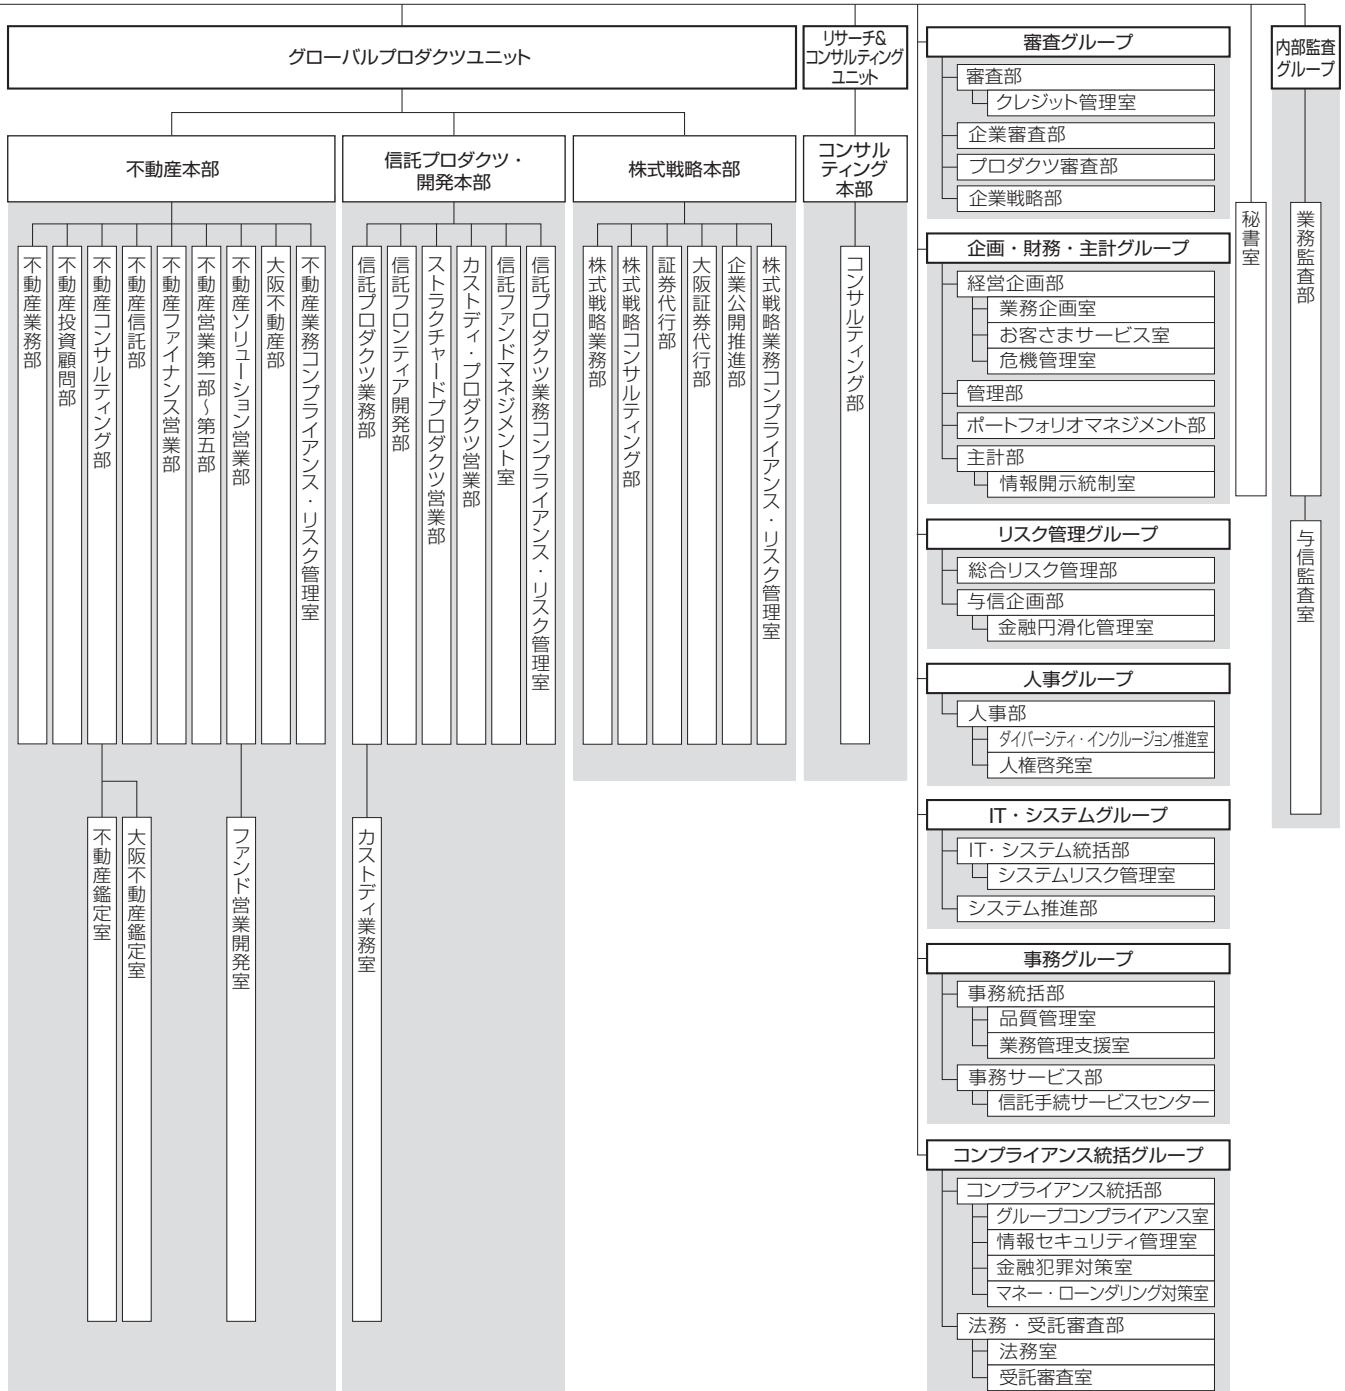 グローバルプロダクツユニット
リサーチ&
コンサルティング
ユニット
不動産本部
信託プロダクツ・
開発本部
株式戦略本部
コンサル
ティング
本部
不動産業務部
不動産投資顧問部
不動産コンサルティング部
不動産信託部
不動産ファイナンス営業部
不動産営業第一部～第五部
不動産ソリューション営業部
大阪不動産部
不動産業務コンプライアンス・リスク管理室
不動産鑑定室
大阪不動産鑑定室
ファンド営業開発室
信託プロダクツ業務部
信託フロンティア開発部
ストラクチャードプロダクツ営業部
カストディ・プロダクツ営業部
信託ファンドマネジメント室
信託プロダクツ業務コンプライアンス・リスク管理室
カストディ業務室
株式戦略業務部
株式戦略コンサルティング部
証券代行部
大阪証券代行部
企業公開推進部
株式戦略業務コンプライアンス・リスク管理室
コンサルティング部
審査グループ
審査部
クレジット管理室
企業審査部
プロダクツ審査部
企業戦略部
企画・財務・主計グループ
経営企画部
業務企画室
お客さまサービス室
危機管理室
管理部
ポートフォリオマネジメント部
主計部
情報開示統制室
リスク管理グループ
総合リスク管理部
与信企画部
金融円滑化管理室
人事グループ
人事部
ダイバーシティ・インクルージョン推進室
人権啓発室
IT・システムグループ
IT・システム統括部
システムリスク管理室
システム推進部
事務グループ
事務統括部
品質管理室
業務管理支援室
事務サービス部
信託手続サービスセンター
コンプライアンス統括グループ
コンプライアンス統括部
グループコンプライアンス室
情報セキュリティ管理室
金融犯罪対策室
マネー・ローンダリング対策室
法務・受託審査部
法務室
受託審査室
秘書室
内部監査
グループ
業務監査部
与信監査室